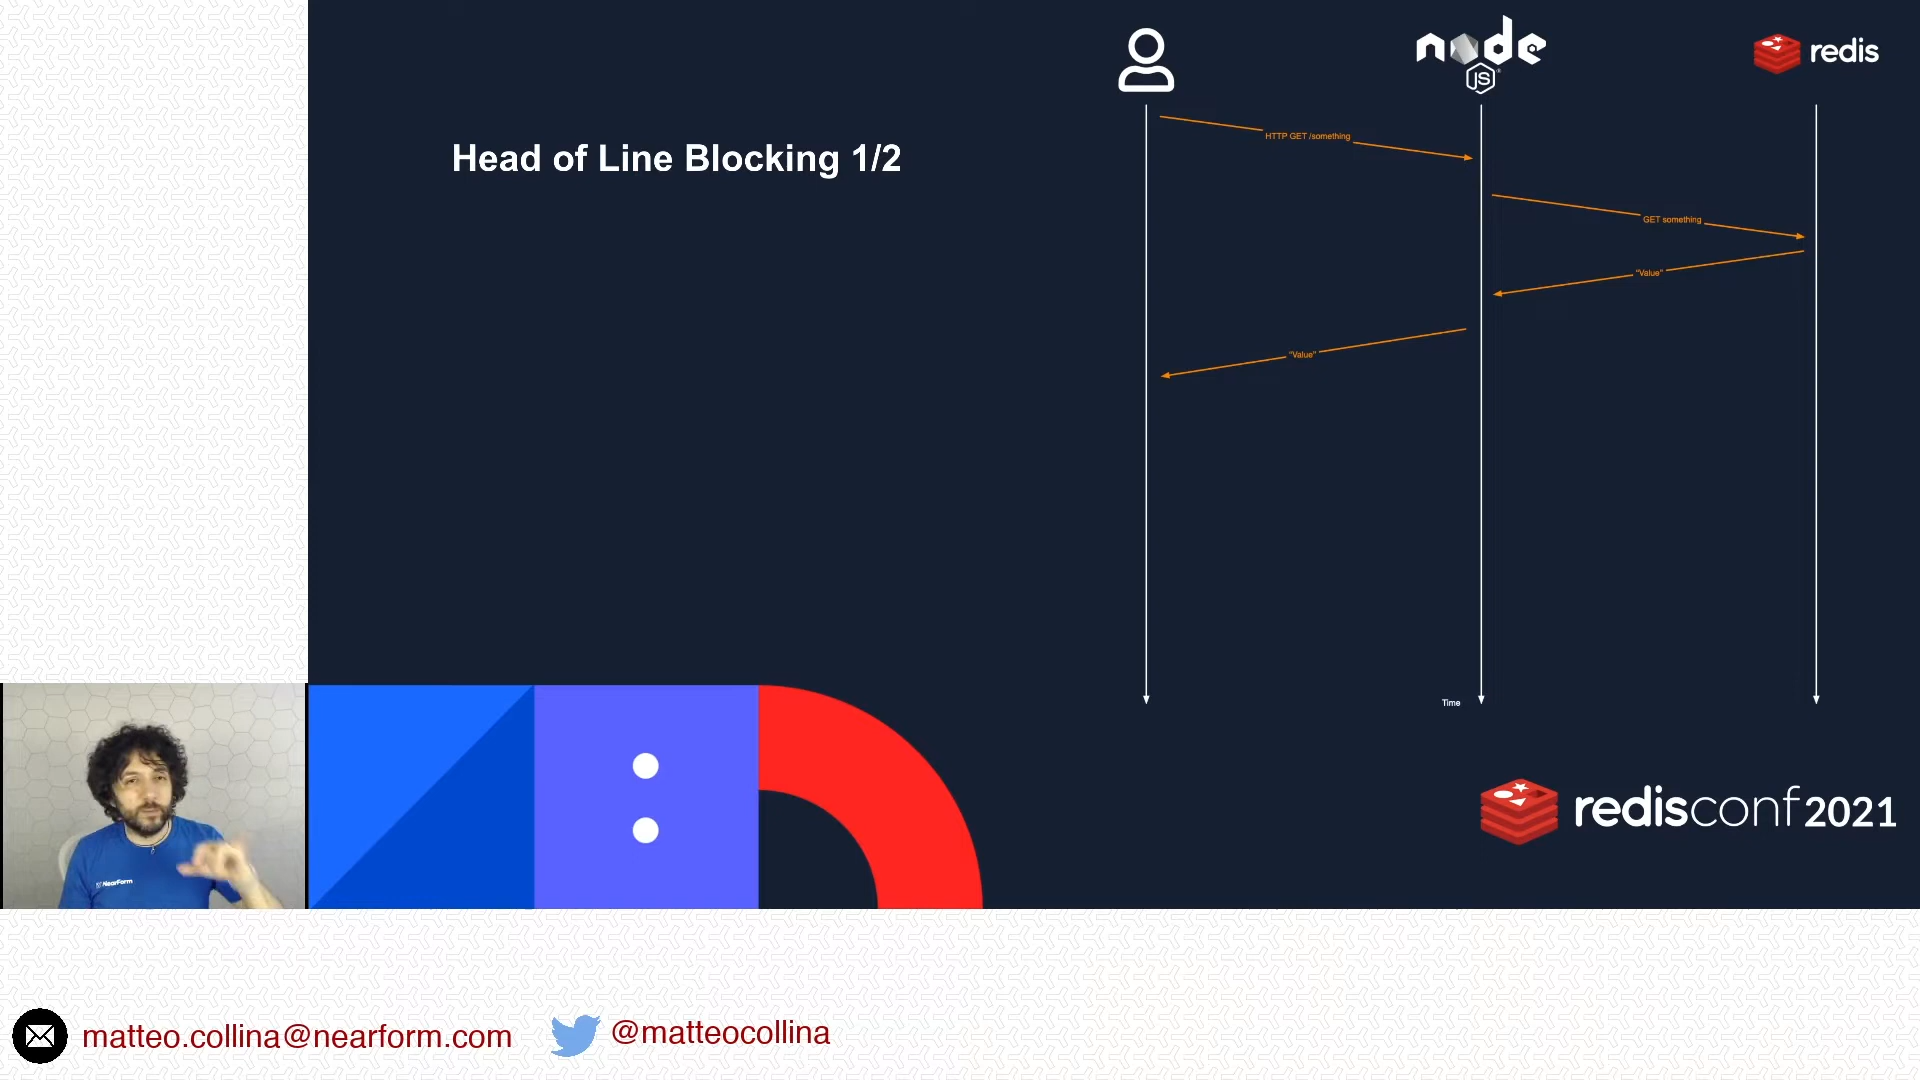 node
JS
redis
HTTP GET /something
Head of Line Blocking 1/2
GET something
"Value"
"Value"
Time
redisconf2021
NearForm
matteo.collina@nearform.com
@matteocollina